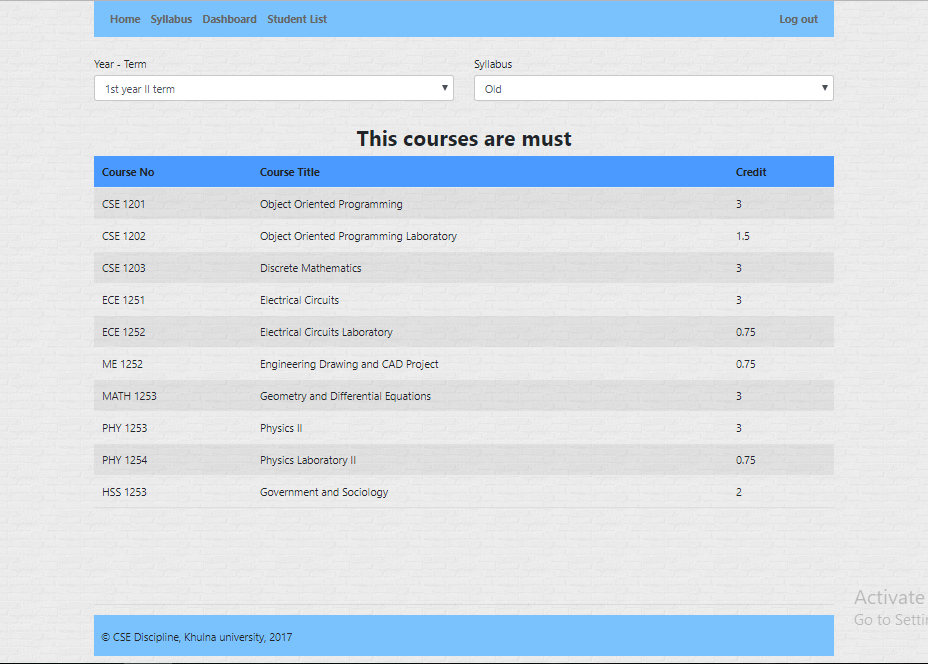 Home Syllabus Dashboard Student List Log out
Year - Term Syllabus
1st year II term Old
This courses are must
Course No Course Title Credit
CSE 1201 Object Oriented Programming 3
CSE 1202 Object Oriented Programming Laboratory 1.5
CSE 1203 Discrete Mathematics 3
ECE 1251 Electrical Circuits 3
ECE 1252 Electrical Circuits Laboratory 0.75
ME 1252 Engineering Drawing and CAD Project 0.75
MATH 1253 Geometry and Differential Equations 3
PHY 1253 Physics II 3
PHY 1254 Physics Laboratory II 0.75
HSS 1253 Government and Sociology 2
Activate
Go to Setti
© CSE Discipline, Khulna university, 2017